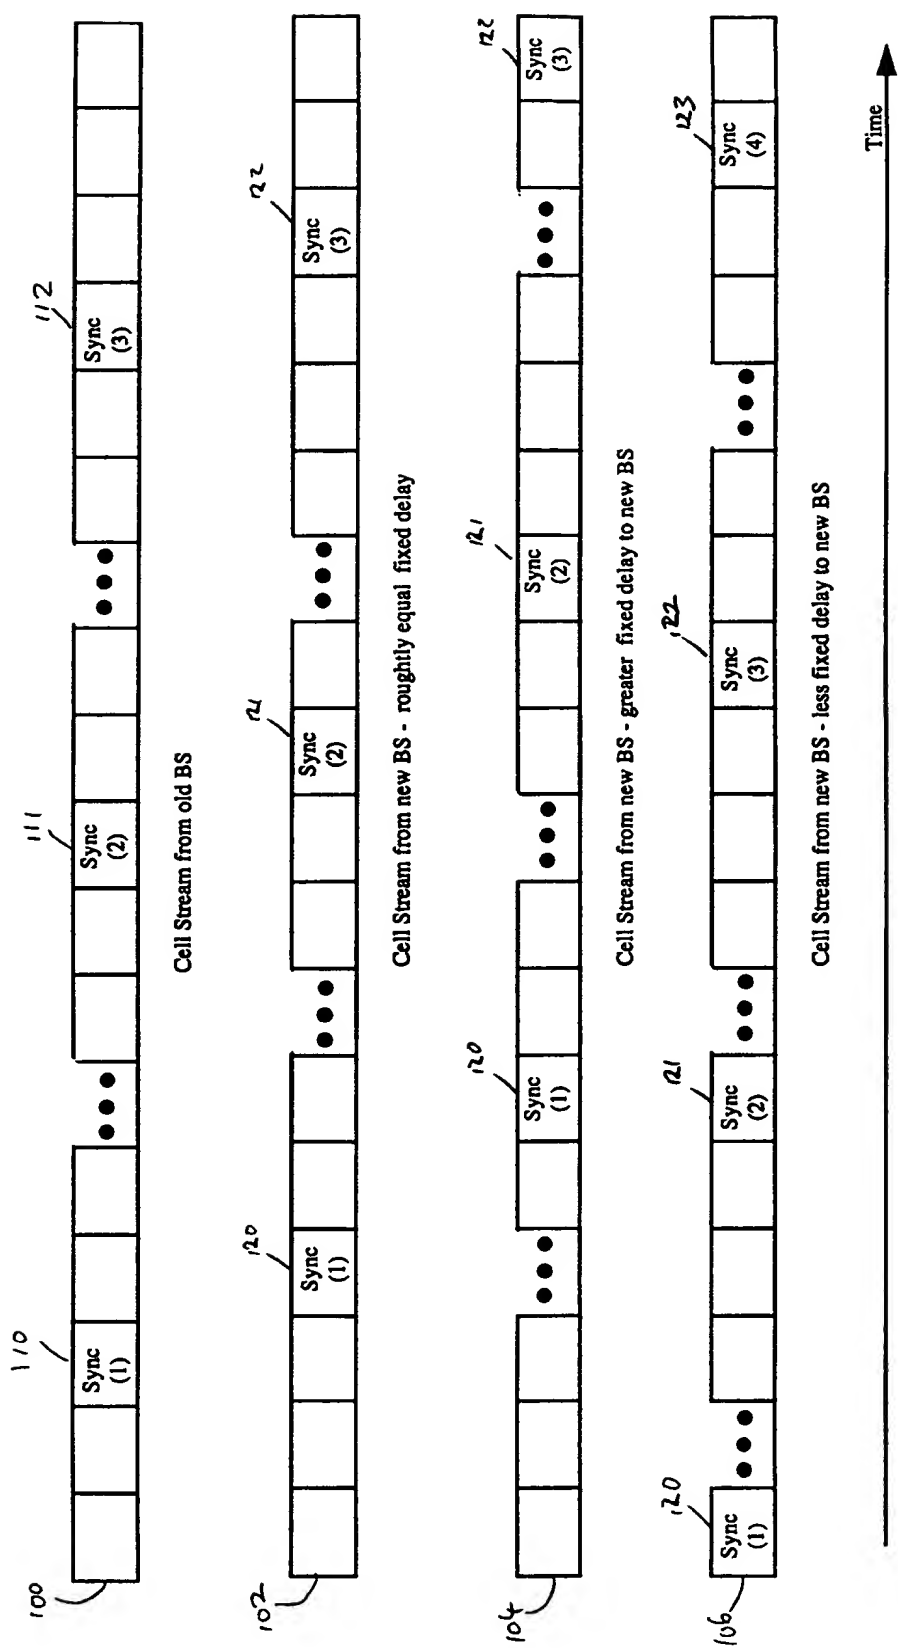 110
111
112
Sync
(1)
Sync
(2)
Sync
(3)
100
Cell Stream from old BS
120
121
122
Sync
(1)
Sync
(2)
Sync
(3)
102
Cell Stream from new BS - roughtly equal fixed delay
120
121
122
Sync
(1)
Sync
(2)
Sync
(3)
104
Cell Stream from new BS - greater fixed delay to new BS
120
121
122
123
Sync
(1)
Sync
(2)
Sync
(3)
Sync
(4)
106
Cell Stream from new BS - less fixed delay to new BS
Time